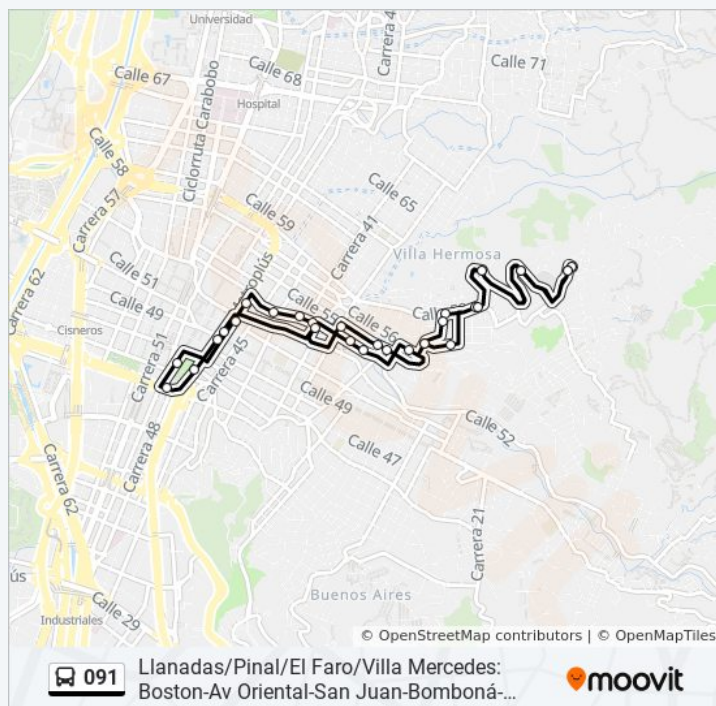 Universidad
Carrera 4
Calle 67
Calle 68
Calle 71
Hospital
Ciclorruta Carabobo
Calle 58
Carrera 57
Calle 65
Calle 59
Carrera 41
Villa Hermosa
Carrera 62
Calle 51
Metroplús
Calle 49
Calle 55
Calle 56
Cisneros
Carrera 51
Carrera 45
Calle 49
Calle 52
Carrera 48
Calle 47
Carrera 62
Carrera 21
Buenos Aires
ús
Industriales
Calle 29
© OpenStreetMap contributors | © OpenMapTiles
091
Llanadas/Pinal/El Faro/Villa Mercedes:
Boston-Av Oriental-San Juan-Bomboná-...
moovit